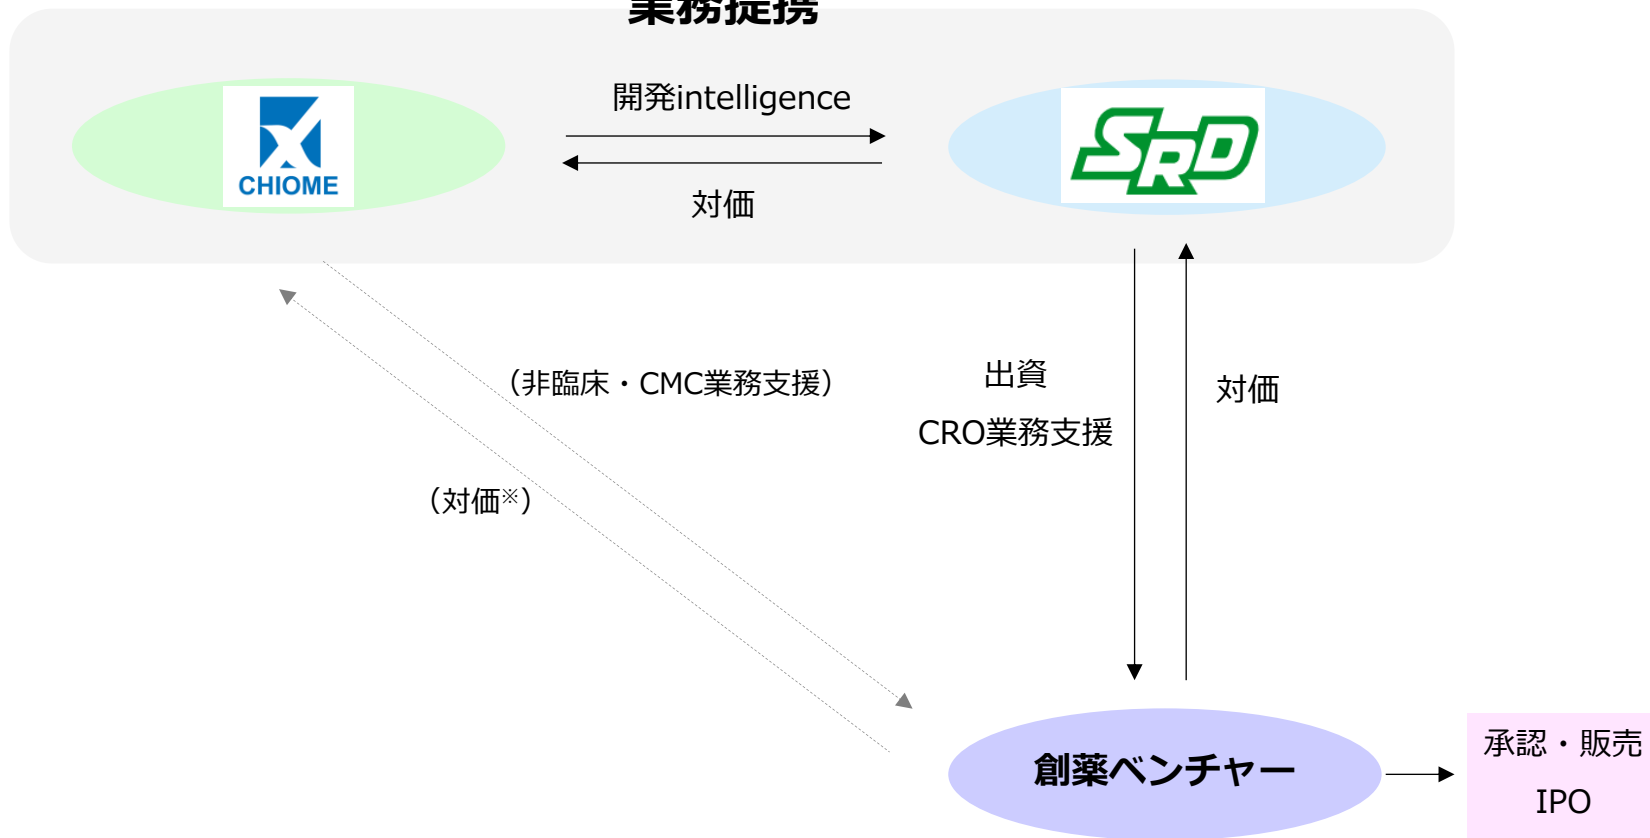 業務提携
開発intelligence
CHIOME
SRD
対価
（非臨床・CMC業務支援）
出資
CRO業務支援
対価
（対価※）
創薬ベンチャー
承認・販売
IPO